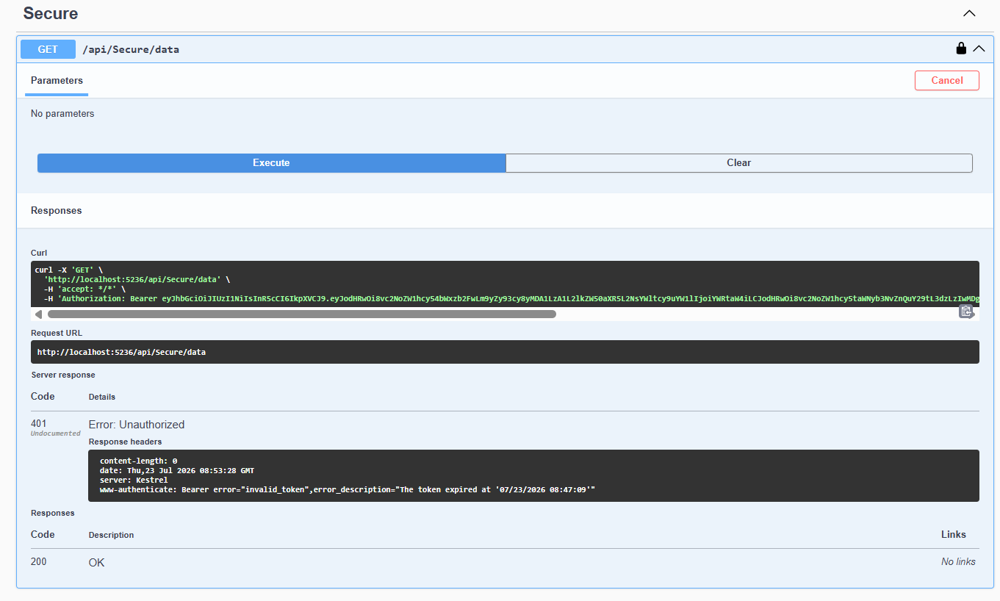 Secure
GET /api/Secure/data
Parameters
Cancel
No parameters
Execute
Clear
Responses
Curl
curl -X 'GET' \
'http://localhost:5236/api/Secure/data' \
-H 'accept: */*' \
-H 'Authorization: Bearer eyJhbGciOiJIUzI1NiIsInR5cCI6IkpXVCJ9.eyJodHRwOi8vc2NoZW1hcy54bWxzb2FwLm9yZy93cy8yMDA1LzA1L2lkZW50aXR5L2NsYWltcy9uYW1lIjoiYWRtaW4iLCJodHRwOi8vc2NoZW1hcy5taWNyb3NvZnQuY29tL3dzLzIwMDg
Request URL
http://localhost:5236/api/Secure/data
Server response
Code Details
401 Error: Unauthorized
Undocumented
Response headers
content-length: 0
date: Thu,23 Jul 2026 08:53:28 GMT
server: Kestrel
www-authenticate: Bearer error="invalid_token",error_description="The token expired at '07/23/2026 08:47:09'"
Responses
Code Description Links
200 OK No links